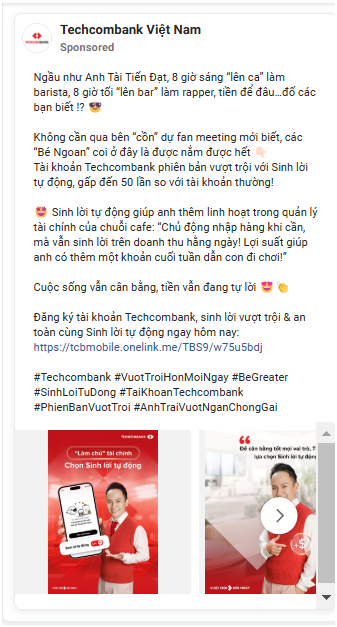 Techcombank Việt Nam
Sponsored
Ngầu như Anh Tài Tiến Đạt, 8 giờ sáng “lên ca” làm
barista, 8 giờ tối “lên bar” làm rapper, tiền để đâu...đố các
bạn biết !? 😎
Không cần qua bên “cồn” dự fan meeting mới biết, các
“Bé Ngoan” coi ở đây là được nắm được hết 👇🏻
Tài khoản Techcombank phiên bản vượt trội với Sinh lời
tự động, gấp đến 50 lần so với tài khoản thường!
🤩 Sinh lời tự động giúp anh thêm linh hoạt trong quản lý
tài chính của chuỗi cafe: “Chủ động nhập hàng khi cần,
mà vẫn sinh lời trên doanh thu hằng ngày! Lợi suất giúp
anh có thêm một khoản cuối tuần dẫn con đi chơi!”
Cuộc sống vẫn cân bằng, tiền vẫn đang tự lời 🤩 👏
Đăng ký tài khoản Techcombank, sinh lời vượt trội & an
toàn cùng Sinh lời tự động ngay hôm nay:
https://tcbmobile.onelink.me/TBS9/w75u5bdj
#Techcombank #VuotTroiHonMoiNgay #BeGreater
#SinhLoiTuDong #TaiKhoanTechcombank
#PhienBanVuotTroi #AnhTraiVuotNganChongGai
TECHCOMBANK
“Làm chủ” tài chính
Chọn Sinh lời tự động
Để cân bằng tốt mọi vai trò, T
lựa chọn Sinh lời tự độn